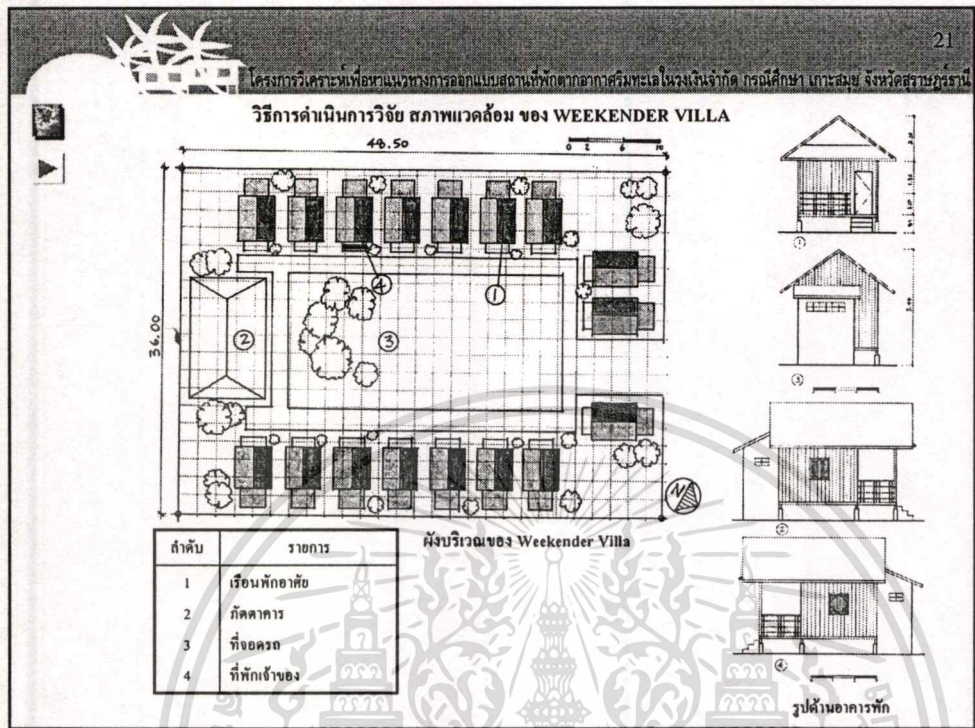 21
โครงการวิเคราะห์เพื่อหาแนวทางการออกแบบสถานที่พักตากอากาศริมทะเลในวงเงินจำกัด กรณีศึกษา เกาะสมุย จังหวัดสุราษฎร์ธานี
วิธีการดำเนินการวิจัย สภาพแวดล้อม ของ WEEKENDER VILLA
48.50
0 2 6 10
36.00
4
1
2
3
N
ผังบริเวณของ Weekender Villa
ลำดับ รายการ
1 เรือนพักอาศัย
2 ภัตตาคาร
3 ที่จอดรถ
4 ที่พักเจ้าของ
1
3
2
4
รูปด้านอาคารพัก